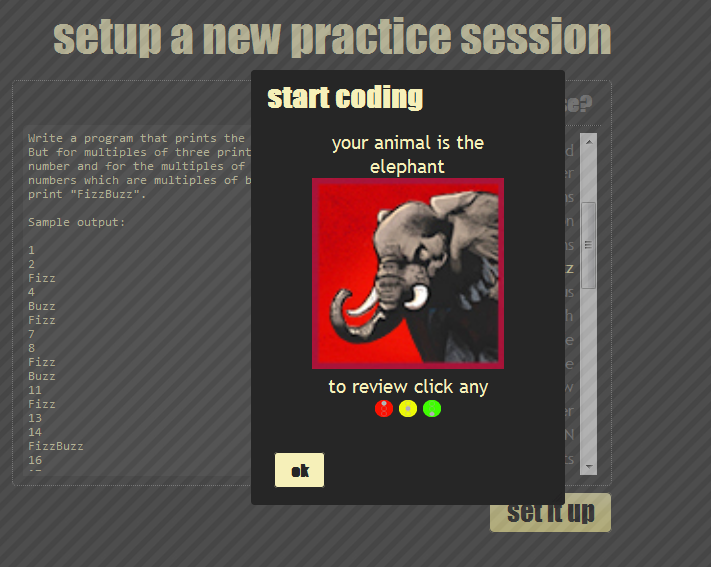 setup a new practice session
start coding
your animal is the
elephant
to review click any
ok
Write a program that prints the
But for multiples of three print
number and for the multiples of
numbers which are multiples of b
print "FizzBuzz".
Sample output:
1
2
Fizz
4
Buzz
Fizz
7
8
Fizz
Buzz
11
Fizz
13
14
FizzBuzz
16
set it up